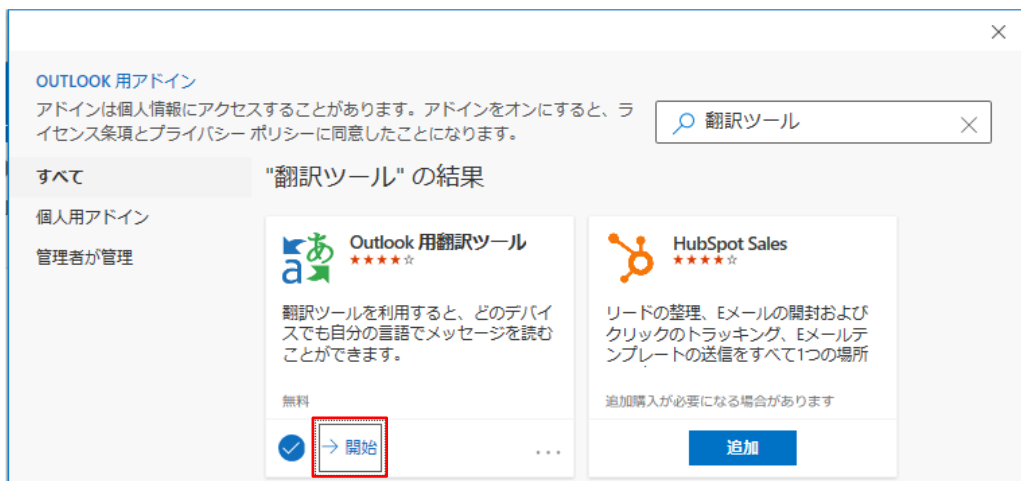 OUTLOOK 用アドイン
アドインは個人情報にアクセスすることがあります。アドインをオンにすると、ラ
イセンス条項とプライバシー ポリシーに同意したことになります。
翻訳ツール
すべて
個人用アドイン
管理者が管理
"翻訳ツール" の結果
Outlook 用翻訳ツール
翻訳ツールを利用すると、どのデバイ
スでも自分の言語でメッセージを読む
ことができます。
無料
開始
HubSpot Sales
リードの整理、Eメールの開封および
クリックのトラッキング、Eメールテ
ンプレートの送信をすべて1つの場所
追加購入が必要になる場合があります
追加